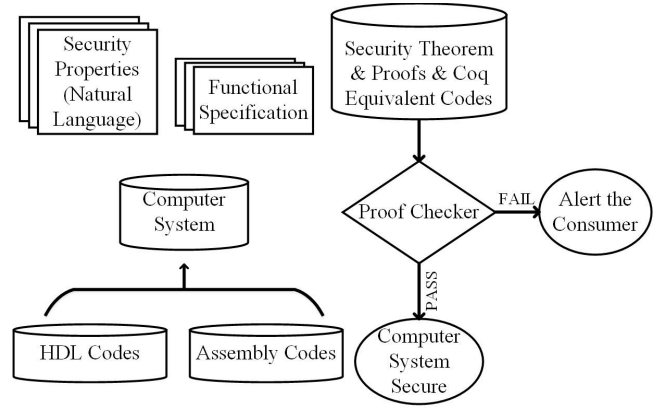 Security
Properties
(Natural
Language)
Functional
Specification
Security Theorem
& Proofs & Coq
Equivalent Codes
Computer
System
HDL Codes
Assembly Codes
Proof Checker
FAIL
Alert the
Consumer
PASS
Computer
System
Secure